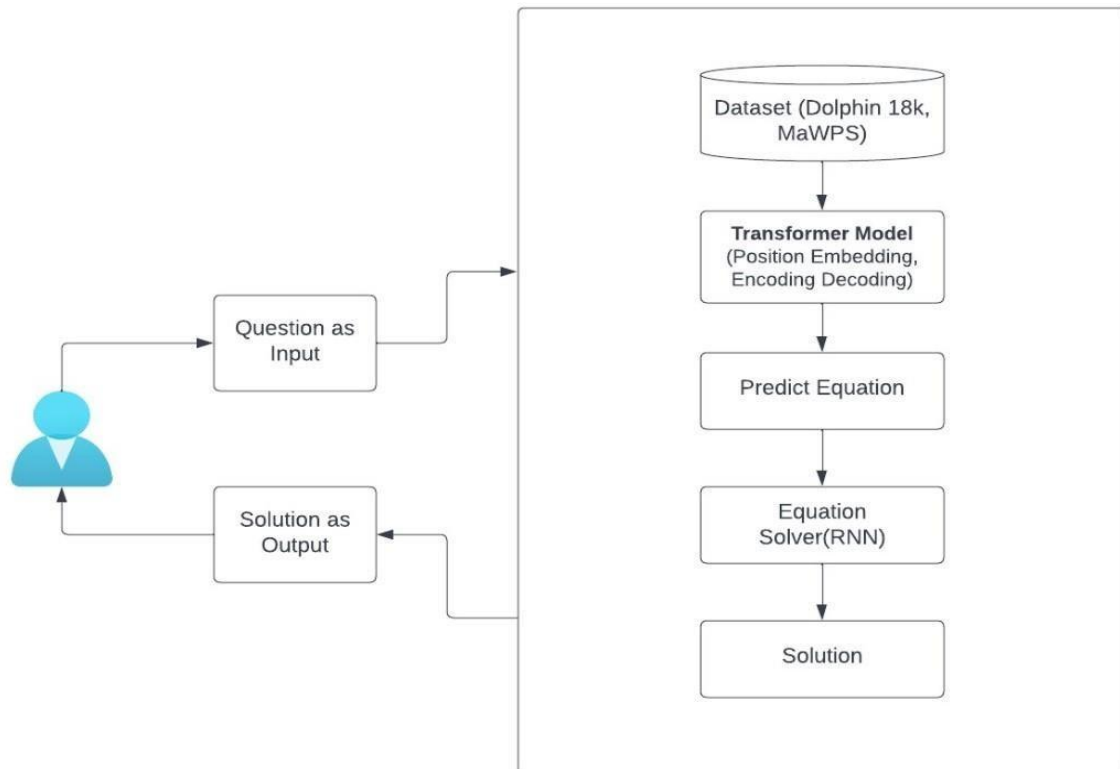 Dataset (Dolphin 18k,
MaWPS)
Transformer Model
(Position Embedding,
Encoding Decoding)
Question as
Input
Predict Equation
Solution as
Output
Equation
Solver(RNN)
Solution